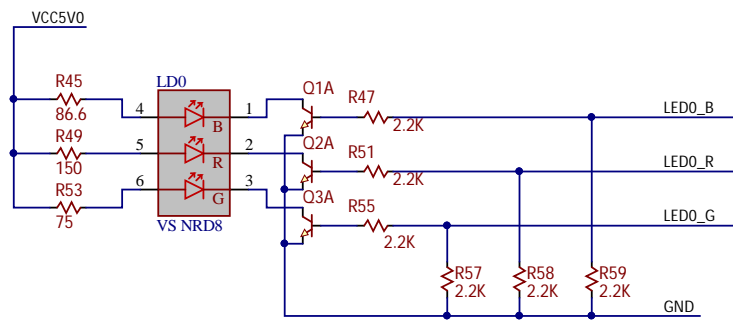 VCC5V0
R45
86.6
R49
150
R53
75
LD0
4
5
6
B
R
G
1
2
3
VS NRD8
Q1A
Q2A
Q3A
R47
2.2K
R51
2.2K
R55
2.2K
LED0_B
LED0_R
LED0_G
R57
2.2K
R58
2.2K
R59
2.2K
GND